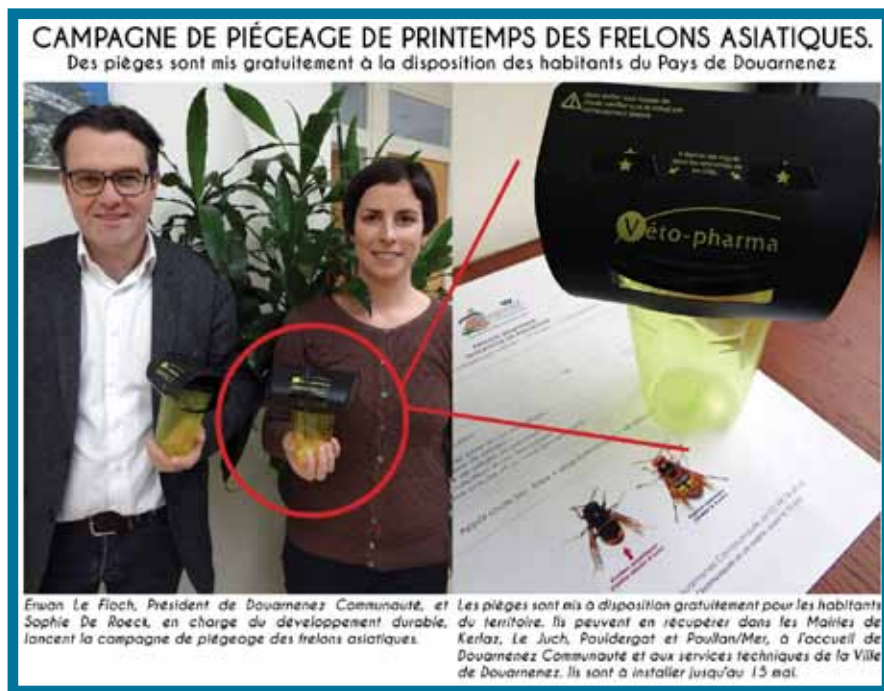 CAMPAGNE DE PIÉGEAGE DE PRINTEMPS DES FRELONS ASIATIQUES.
Des pièges sont mis gratuitement à la disposition des habitants du Pays de Douarnenez
Véto-pharma
Véto-pharma
Erwan Le Floch, Président de Douarnenez Communauté, et
Sophie De Roeck, en charge du développement durable,
lancent la campagne de piégeage des frelons asiatiques.
Les pièges sont mis à disposition gratuitement pour les habitants
du territoire. Ils peuvent en récupérer dans les Mairies de
Kerlaz, Le Juch, Pouldergat et Poullan/Mer, à l'accueil de
Douarnenez Communauté et aux services techniques de la Ville
de Douarnenez. Ils sont à installer jusqu'au 15 mai.